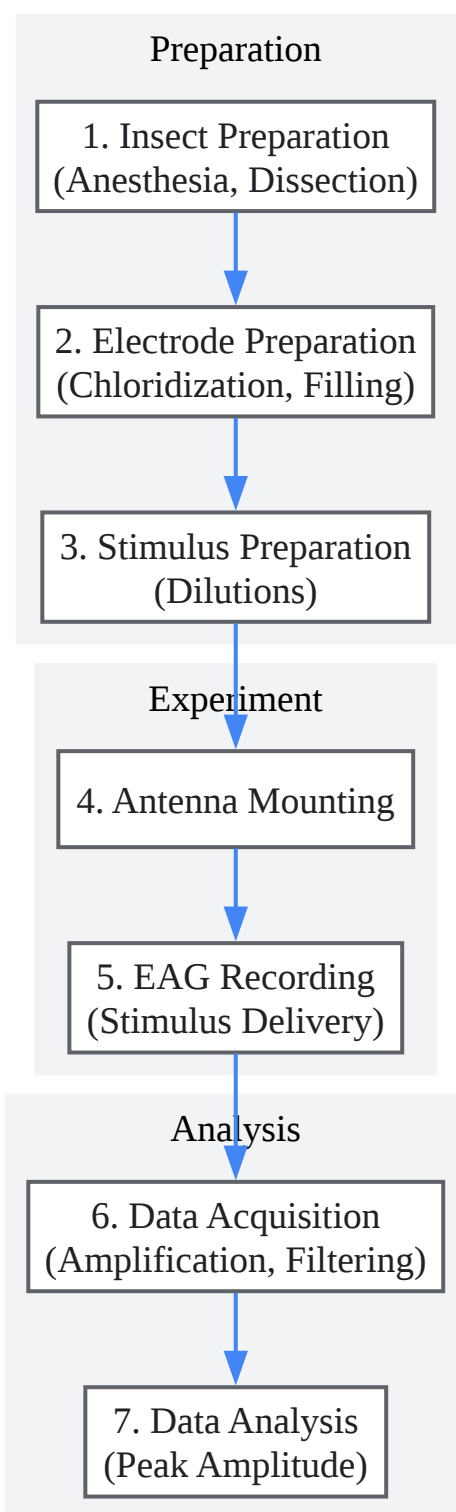 Preparation
1. Insect Preparation
(Anesthesia, Dissection)
2. Electrode Preparation
(Chloridization, Filling)
3. Stimulus Preparation
(Dilutions)
Experiment
4. Antenna Mounting
5. EAG Recording
(Stimulus Delivery)
Analysis
6. Data Acquisition
(Amplification, Filtering)
7. Data Analysis
(Peak Amplitude)